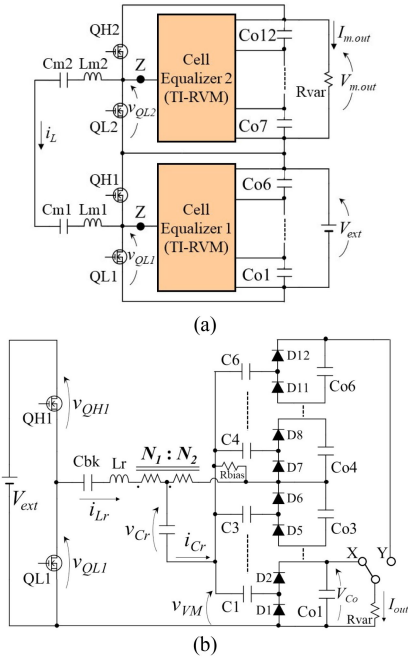 QH2
Cm2
Lm2
Z
vQL2
QL2
Cell
Equalizer 2
(TI-RVM)
Co12
Co7
Im.out
Rvar
Vm.out
iL
QH1
Cm1
Lm1
Z
vQL1
QL1
Cell
Equalizer 1
(TI-RVM)
Co6
Co1
Vext
(a)
Vext
QH1
vQH1
QL1
vQL1
Cbk
Lr
iLr
N1 : N2
vCr
iCr
vVM
C6
C4
Rbias
C3
C1
D12
D11
D8
D7
D6
D5
D2
D1
Co6
Co4
Co3
Co1
VCo
X
Y
Iout
Rvar
(b)